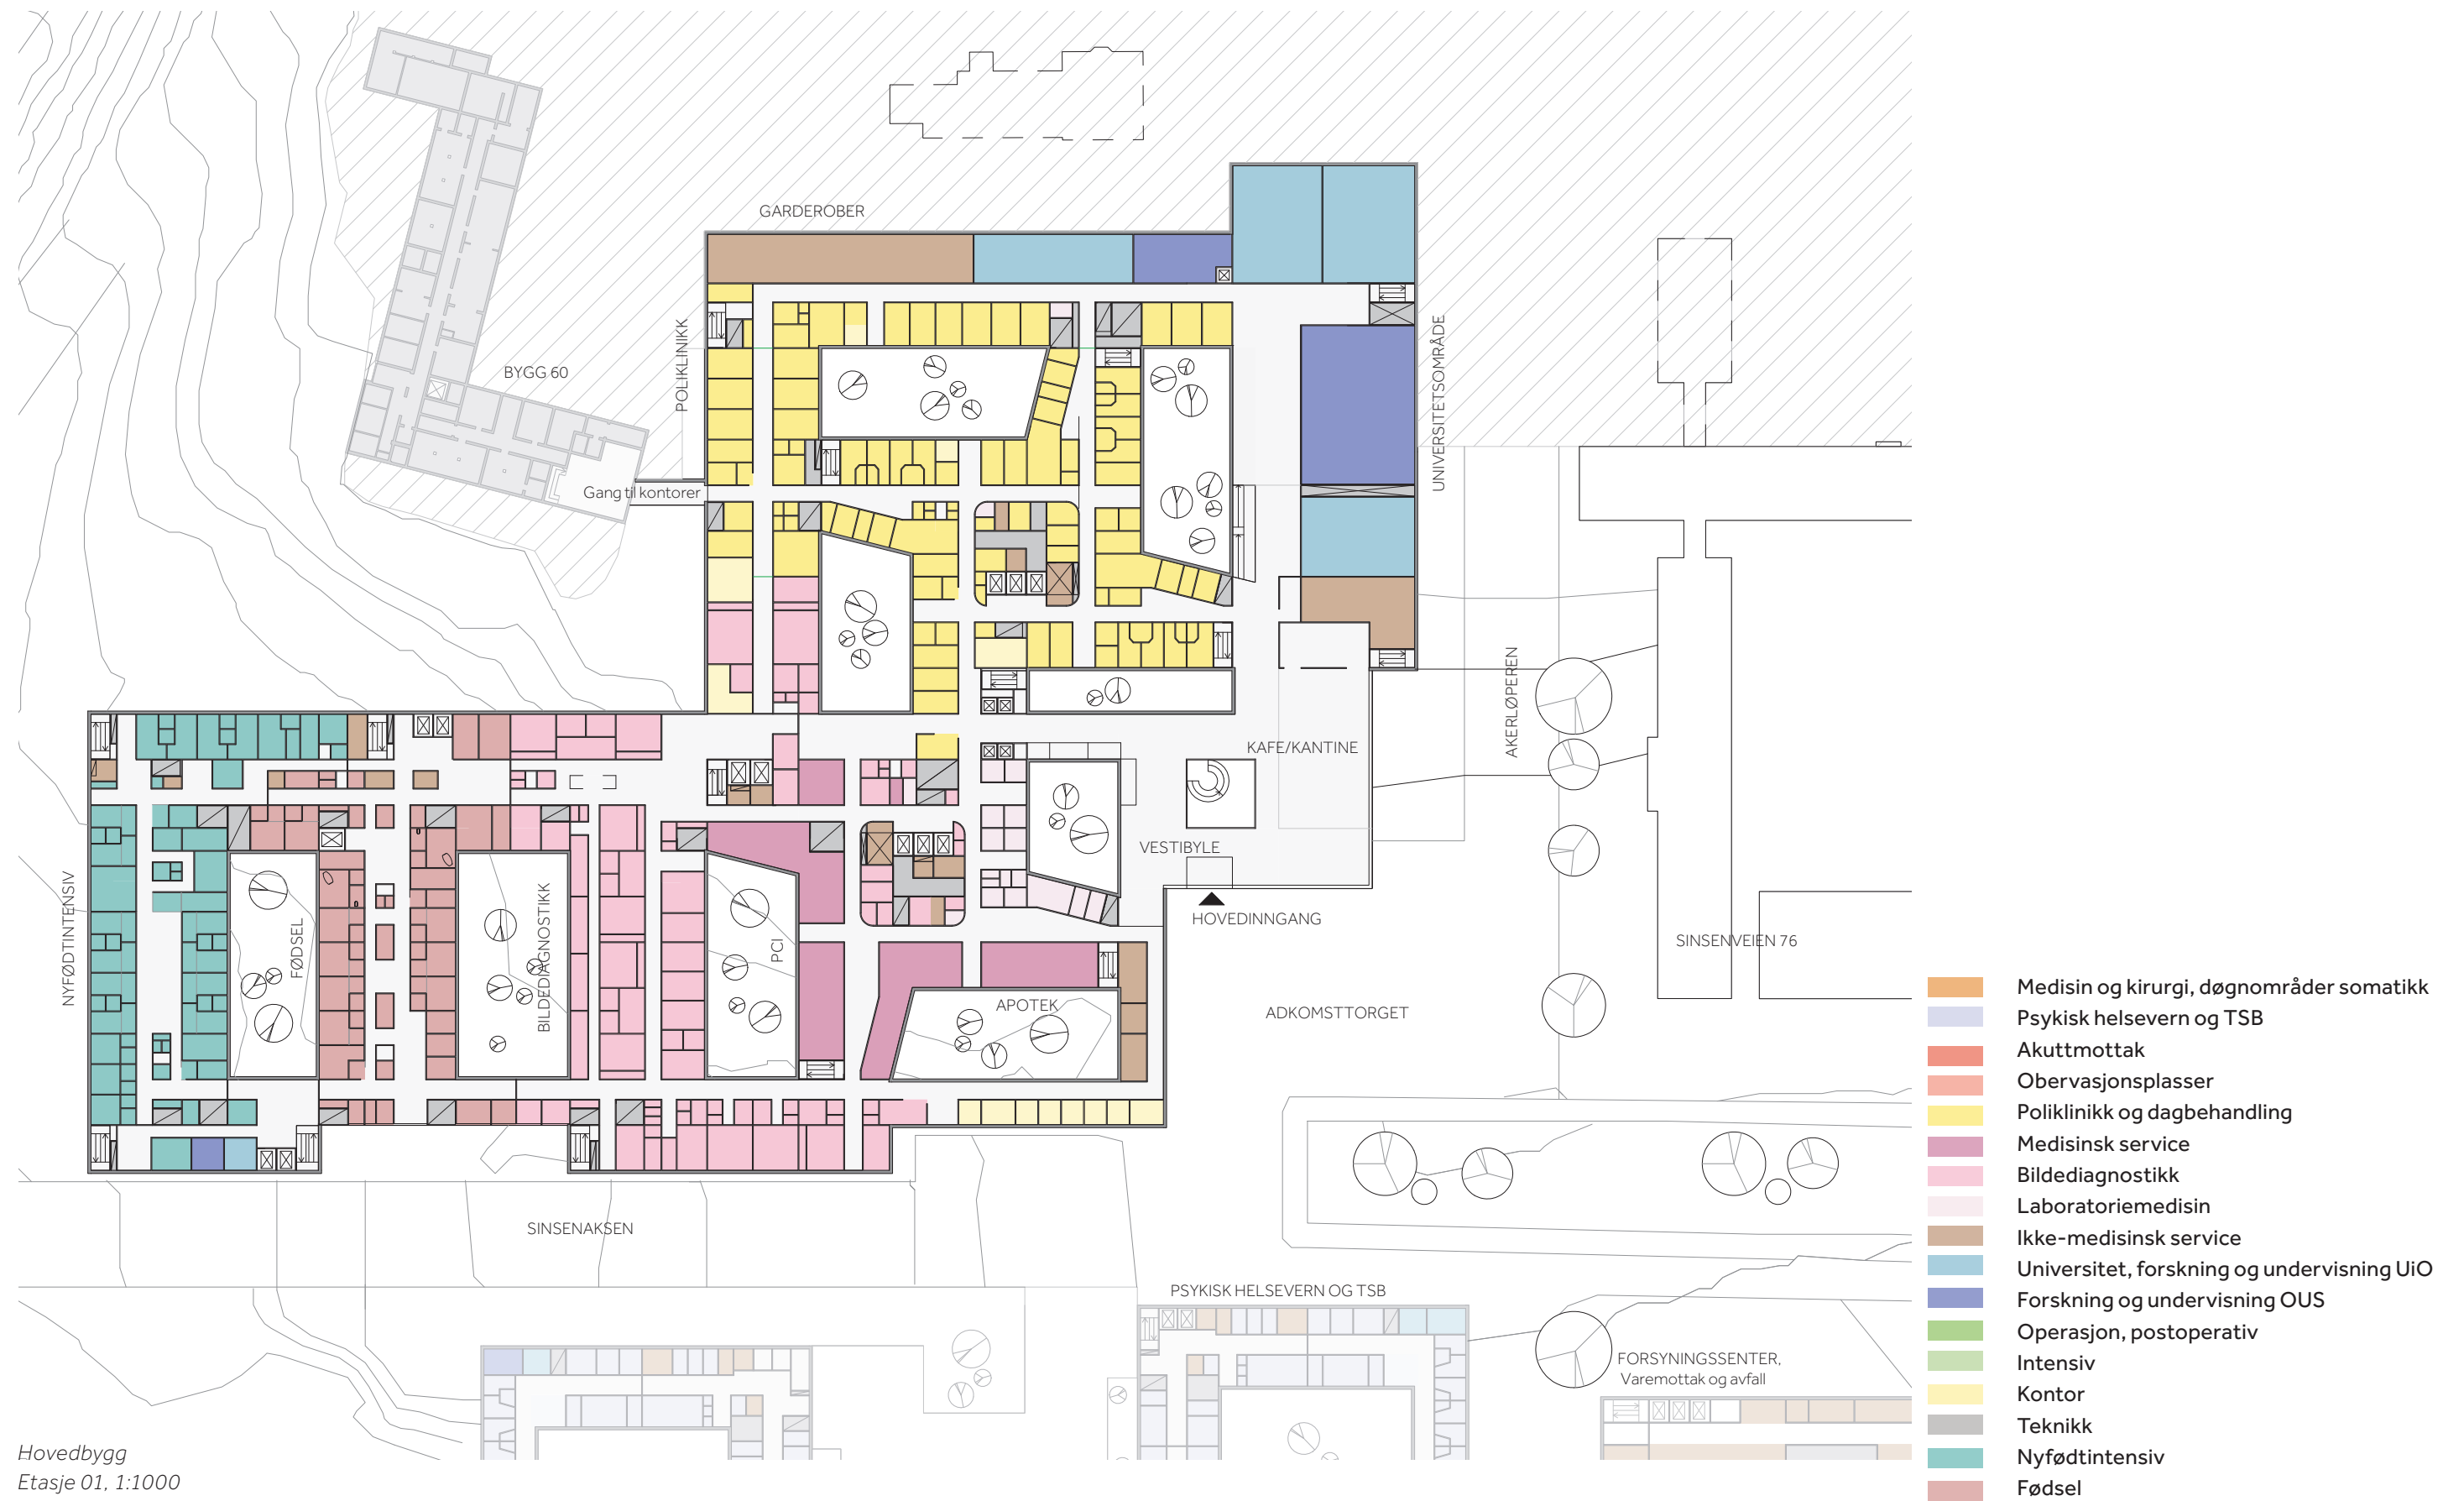 GARDEROBER
POLIKLINIKK
BYGG 60
UNIVERSITETSOMRÅDE
Gang til kontorer
AKERLØPEREN
KAFE/KANTINE
VESTIBYLE
HOVEDINNGANG
NYFØDTINTENSIV
FØDSEL
BILDEDIAGNOSTIKK
PCI
APOTEK
ADKOMSTTORGET
SINSENVEIEN 76
SINSENAKSEN
PSYKISK HELSEVERN OG TSB
FORSYNINGSSENTER,
Varemottak og avfall
Medisin og kirurgi, døgnområder somatikk
Psykisk helsevern og TSB
Akuttmottak
Obervasjonsplasser
Poliklinikk og dagbehandling
Medisinsk service
Bildediagnostikk
Laboratoriemedisin
Ikke-medisinsk service
Universitet, forskning og undervisning UiO
Forskning og undervisning OUS
Operasjon, postoperativ
Intensiv
Kontor
Teknikk
Nyfødtintensiv
Fødsel
Hovedbygg
Etasje 01, 1:1000